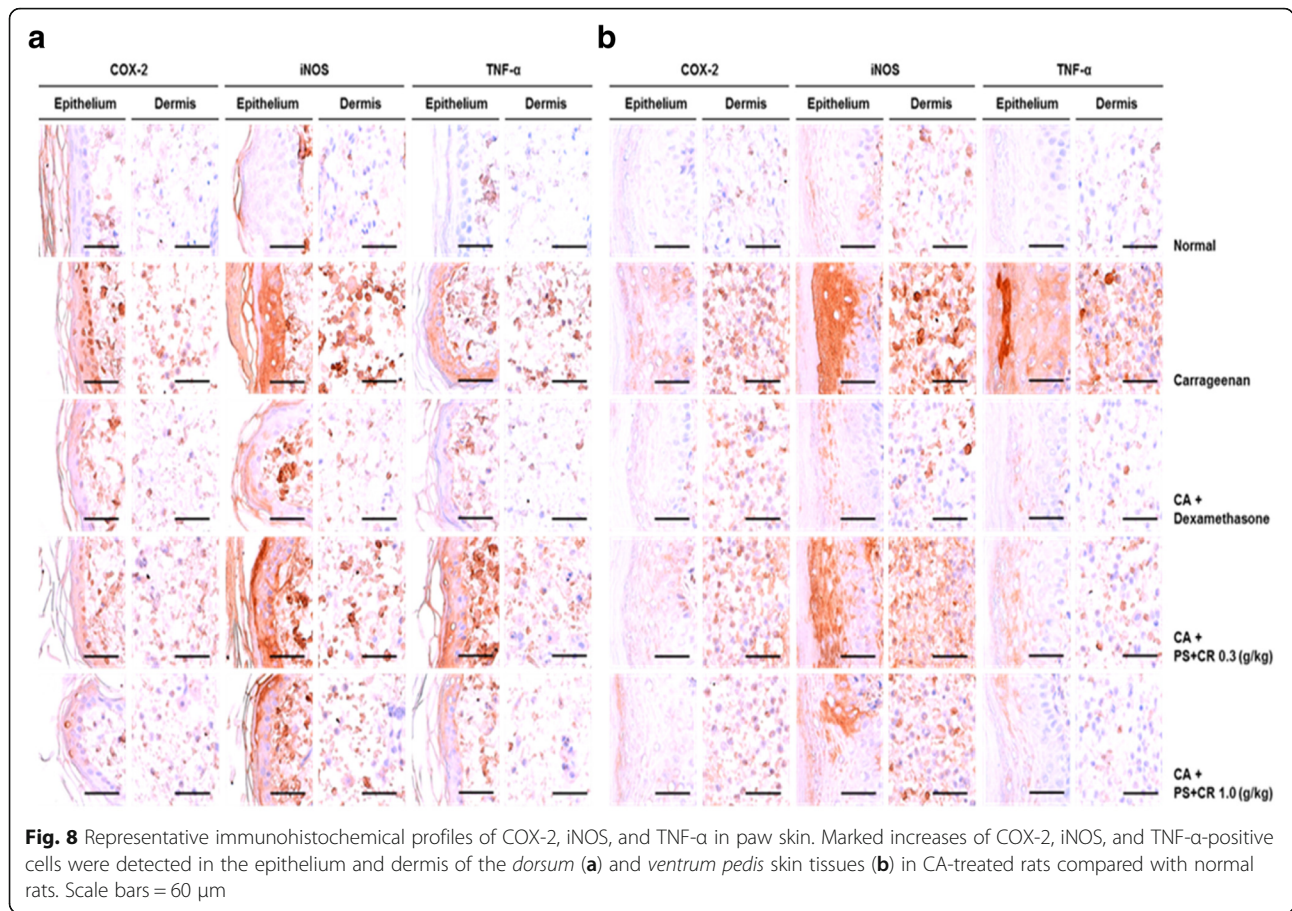 a b
COX-2 iNOS TNF-α COX-2 iNOS TNF-α
Epithelium Dermis Epithelium Dermis Epithelium Dermis Epithelium Dermis Epithelium Dermis Epithelium Dermis
Normal
Carrageenan
CA +
Dexamethasone
CA +
PS+CR 0.3 (g/kg)
CA +
PS+CR 1.0 (g/kg)
Fig. 8 Representative immunohistochemical profiles of COX-2, iNOS, and TNF-α in paw skin. Marked increases of COX-2, iNOS, and TNF-α-positive
cells were detected in the epithelium and dermis of the dorsum (a) and ventrum pedis skin tissues (b) in CA-treated rats compared with normal
rats. Scale bars = 60 μm